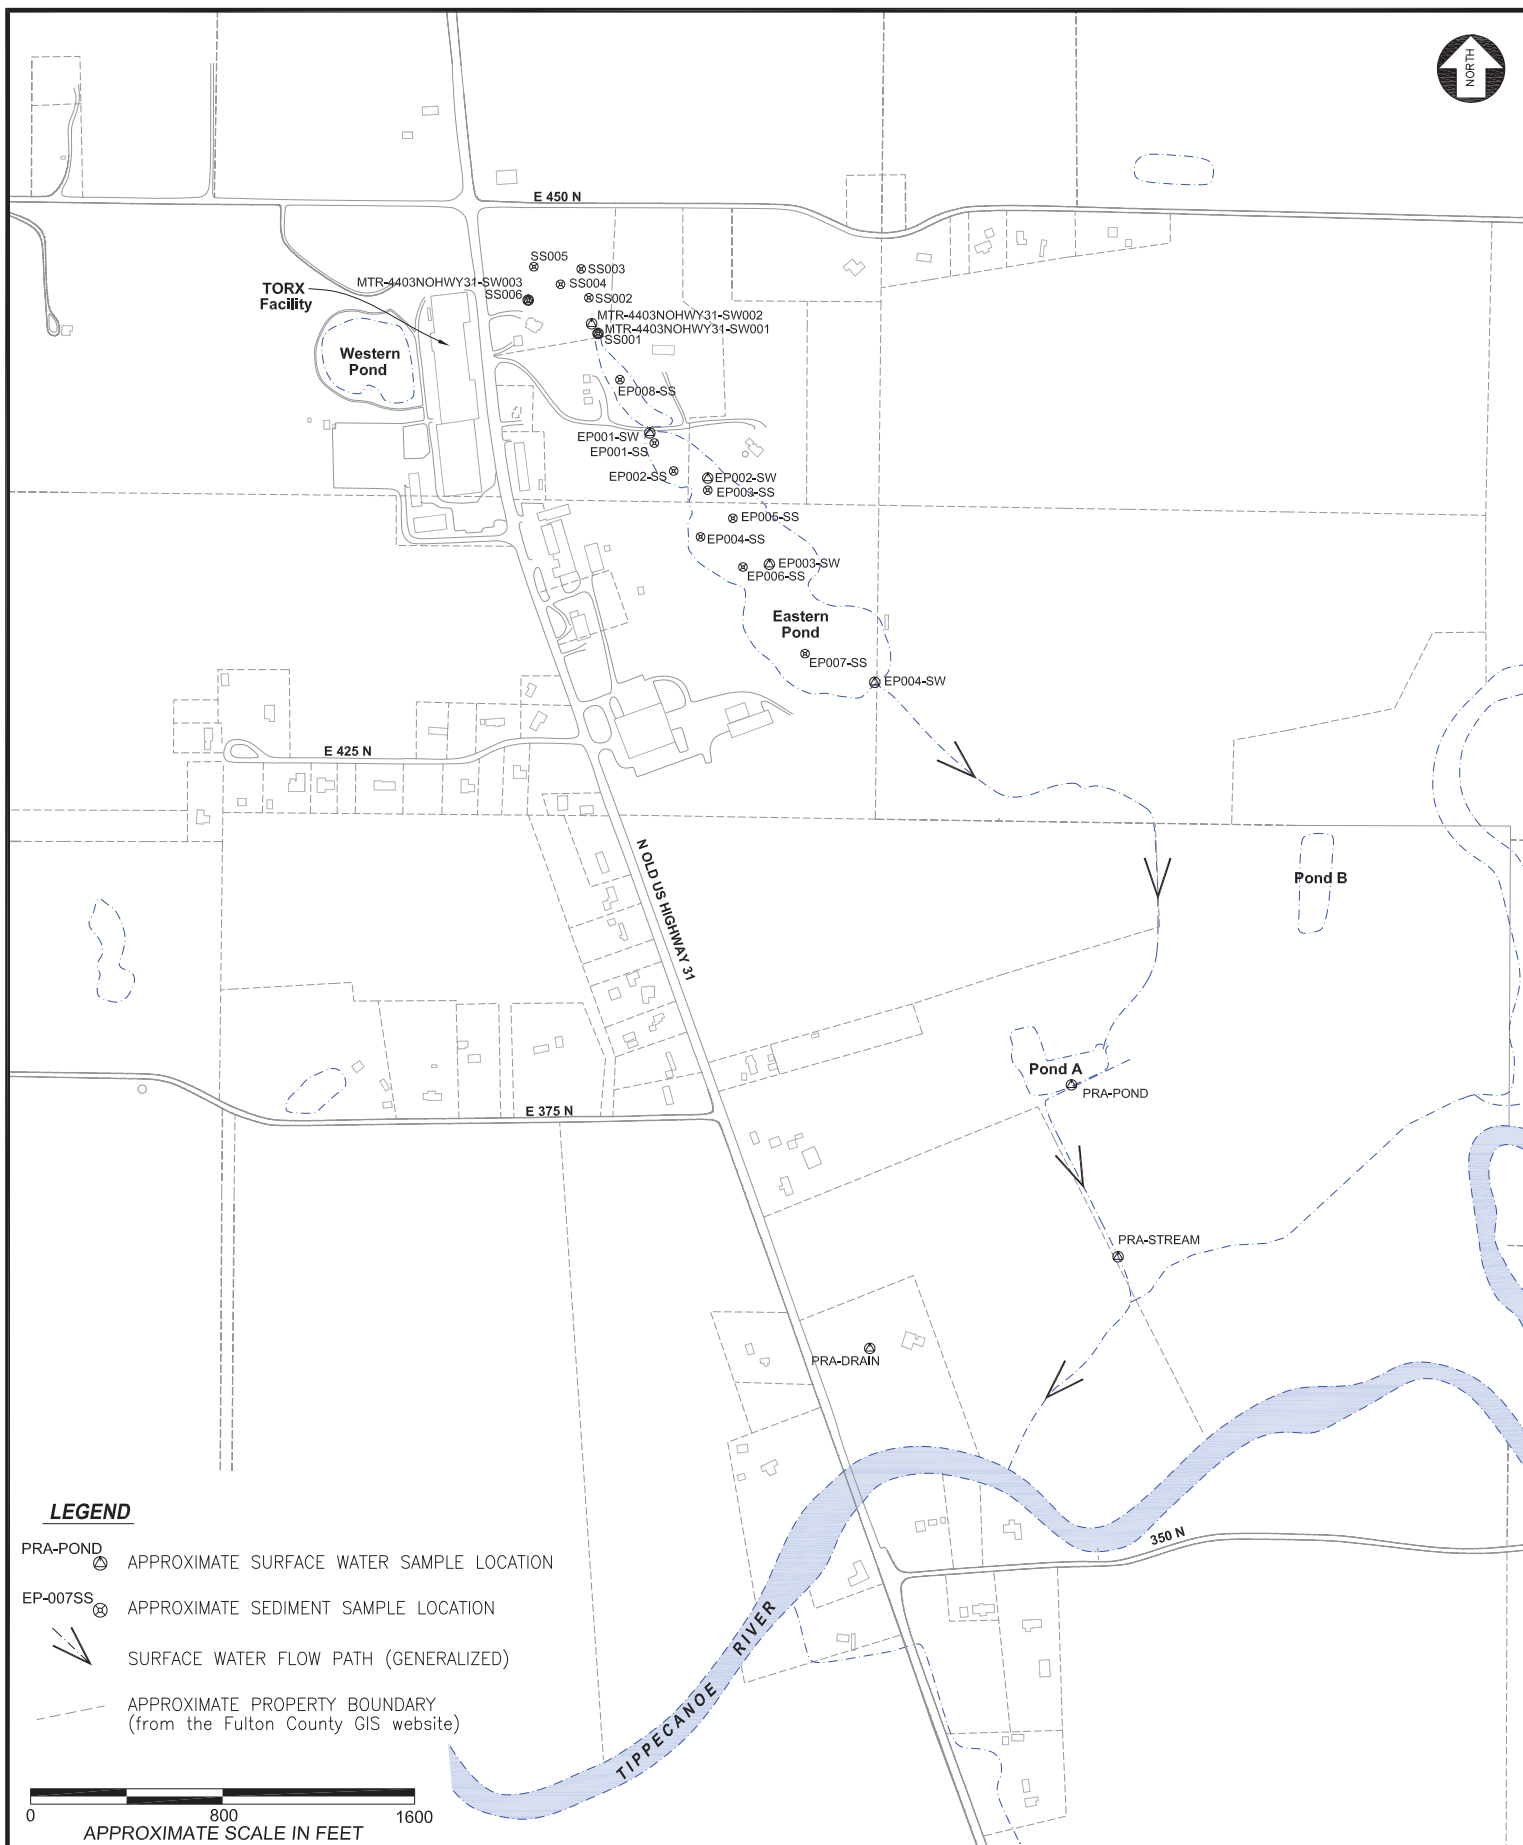 NORTH
E 450 N
SS005
SS003
MTR-4403NOHWY31-SW003
SS004
SS006
SS002
TORX
Facility
MTR-4403NOHWY31-SW002
MTR-4403NOHWY31-SW001
SS001
Western
Pond
EP008-SS
EP001-SW
EP001-SS
EP002-SS
EP002-SW
EP003-SS
EP005-SS
EP004-SS
EP003-SW
EP006-SS
Eastern
Pond
EP007-SS
EP004-SW
E 425 N
N OLD US HIGHWAY 31
Pond B
Pond A
PRA-POND
E 375 N
PRA-STREAM
PRA-DRAIN
350 N
TIPPECANOE RIVER
LEGEND
PRA-POND
APPROXIMATE SURFACE WATER SAMPLE LOCATION
EP-007SS
APPROXIMATE SEDIMENT SAMPLE LOCATION
SURFACE WATER FLOW PATH (GENERALIZED)
APPROXIMATE PROPERTY BOUNDARY
(from the Fulton County GIS website)
0 800 1600
APPROXIMATE SCALE IN FEET